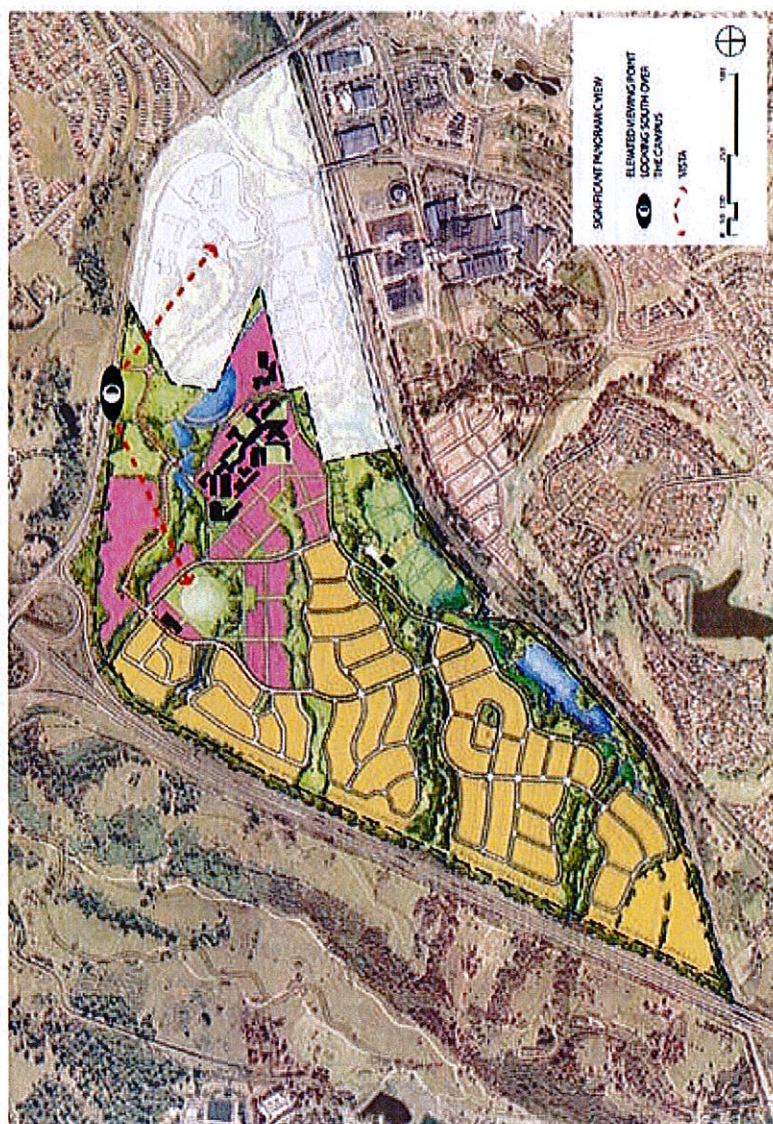 SIGNIFICANT PANORAMIC VIEW
ELEVATED VIEWING POINT
LOOKING SOUTH OVER
THE CAMPUS
VISTA